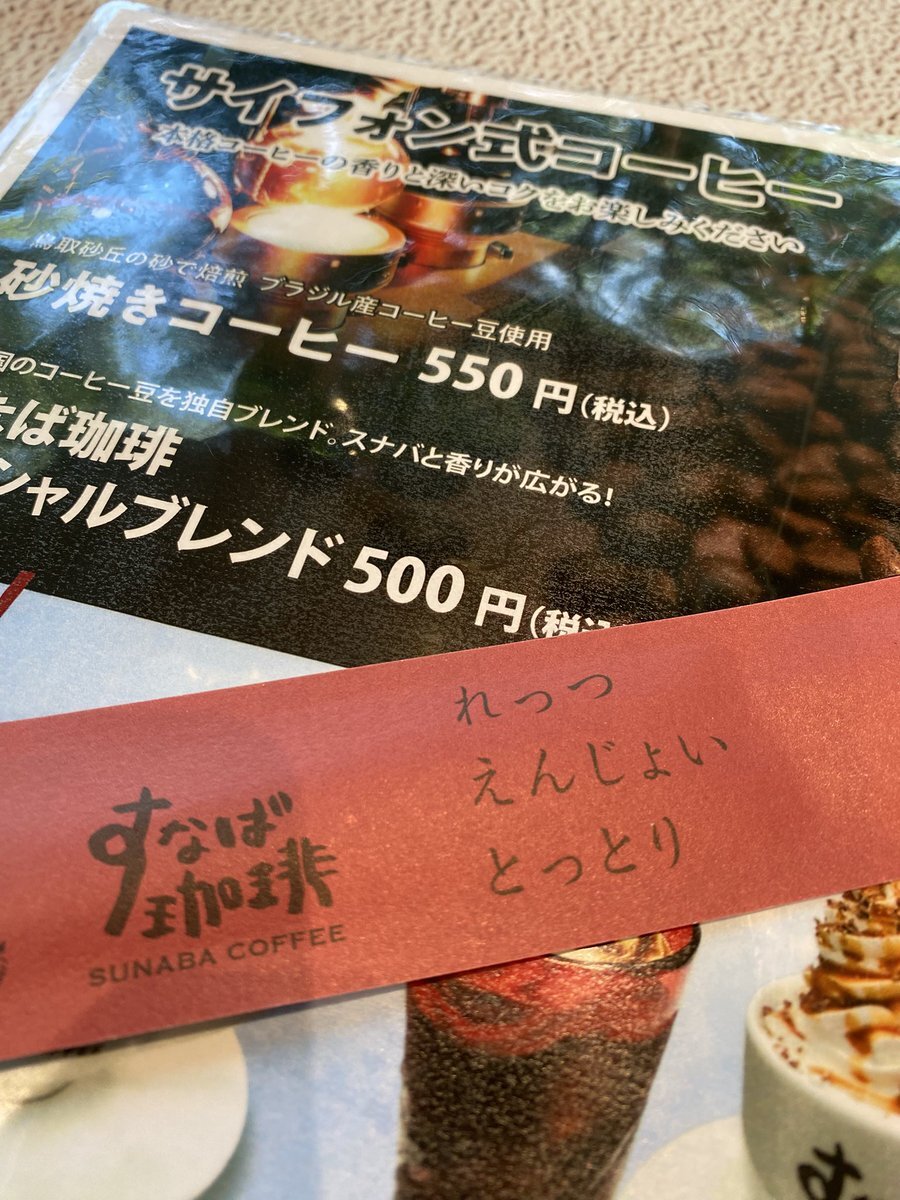 サイフォン式コーヒー
本格コーヒーの香りと深いコクをお楽しみください
鳥取砂丘の砂で焙煎 ブラジル産コーヒー豆使用
砂焼きコーヒー 550円(税込)
国のコーヒー豆を独自ブレンド。スナバと香りが広がる!
ば珈琲
シャルブレンド 500円(税込
れっつ
えんじょい
とっとり
すなば
珈琲
SUNABA COFFEE
す